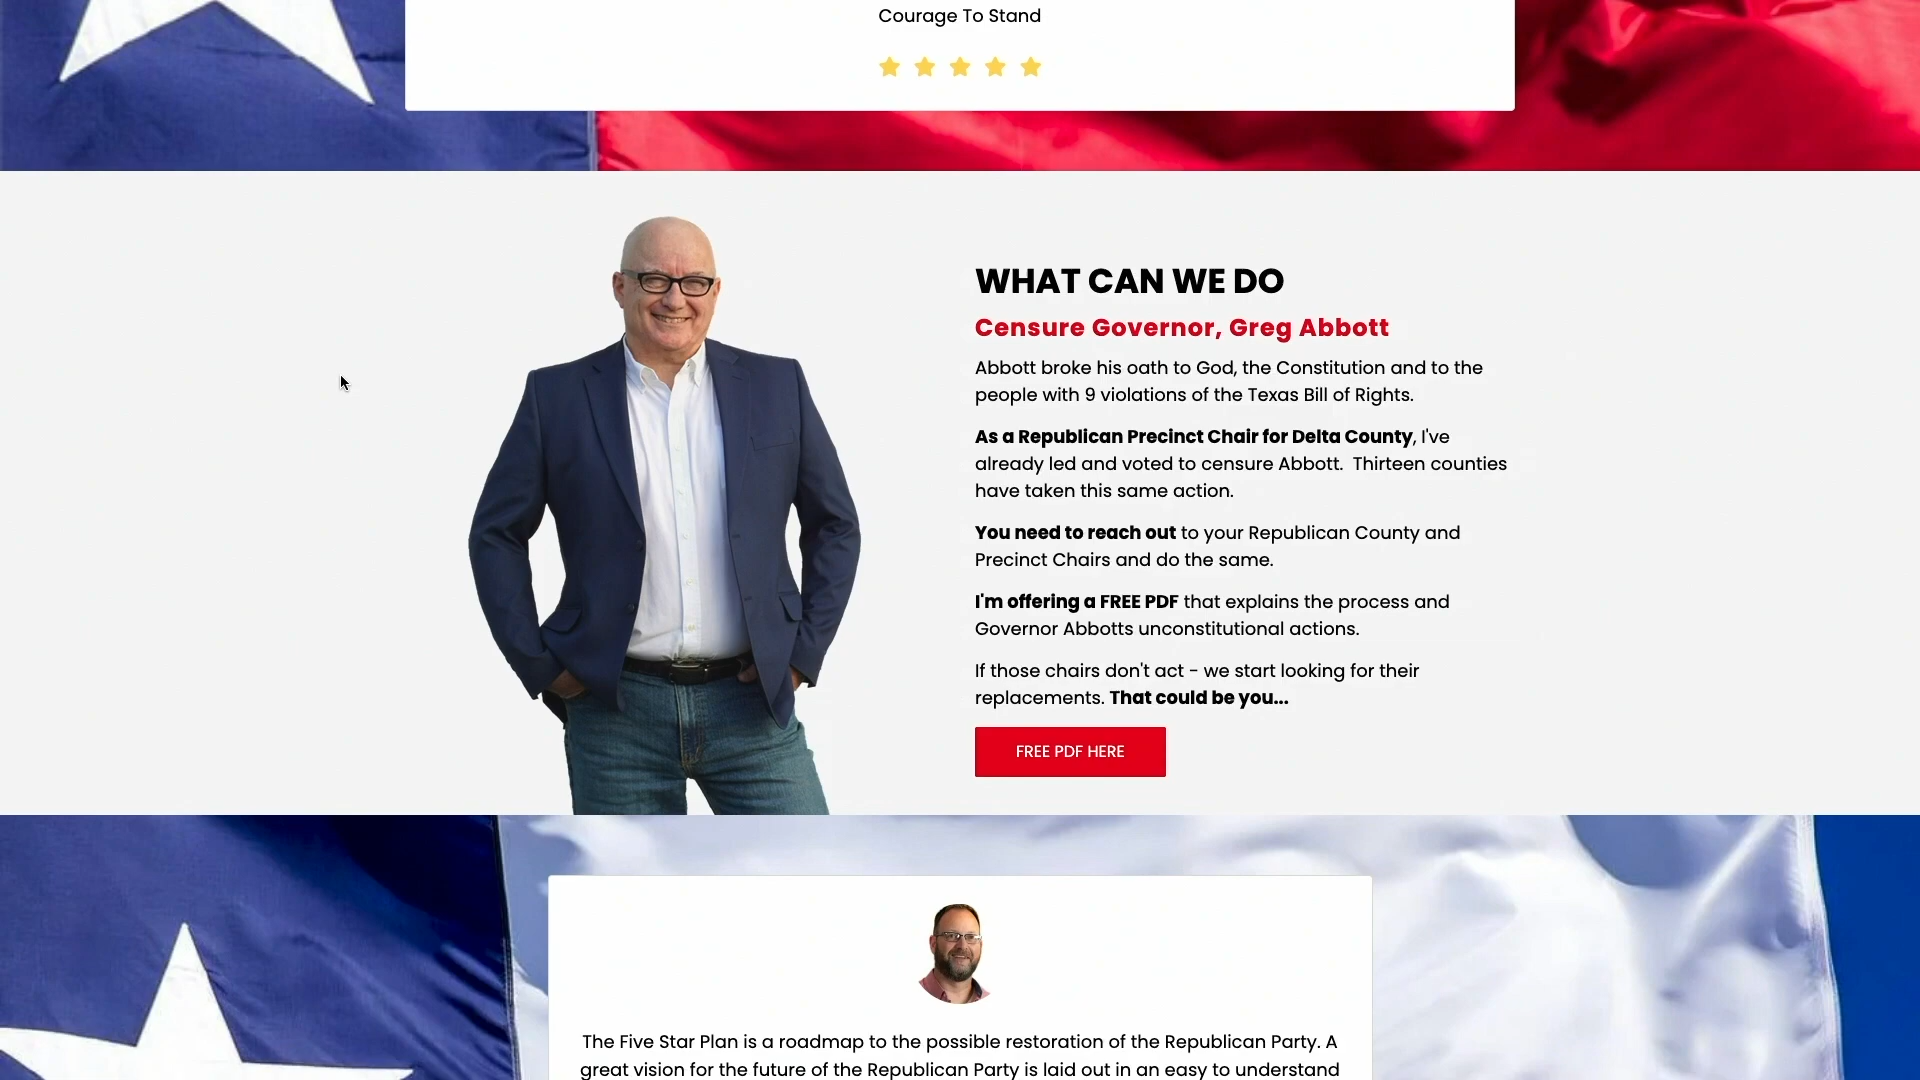 Courage To Stand
WHAT CAN WE DO
Censure Governor, Greg Abbott
Abbott broke his oath to God, the Constitution and to the
people with 9 violations of the Texas Bill of Rights.
As a Republican Precinct Chair for Delta County, I've
already led and voted to censure Abbott.  Thirteen counties
have taken this same action.
You need to reach out to your Republican County and
Precinct Chairs and do the same.
I'm offering a FREE PDF that explains the process and
Governor Abbotts unconstitutional actions.
If those chairs don't act - we start looking for their
replacements. That could be you...
FREE PDF HERE
The Five Star Plan is a roadmap to the possible restoration of the Republican Party. A
great vision for the future of the Republican Party is laid out in an easy to understand